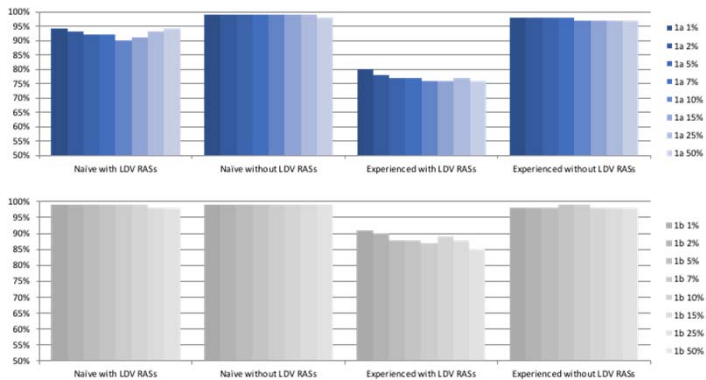 100%
95%
90%
85%
80%
75%
70%
65%
60%
55%
50%
Naïve with LDV RASs
Naïve without LDV RASs
Experienced with LDV RASs
Experienced without LDV RASs
1a 1%
1a 2%
1a 5%
1a 7%
1a 10%
1a 15%
1a 25%
1a 50%
100%
95%
90%
85%
80%
75%
70%
65%
60%
55%
50%
Naïve with LDV RASs
Naïve without LDV RASs
Experienced with LDV RASs
Experienced without LDV RASs
1b 1%
1b 2%
1b 5%
1b 7%
1b 10%
1b 15%
1b 25%
1b 50%